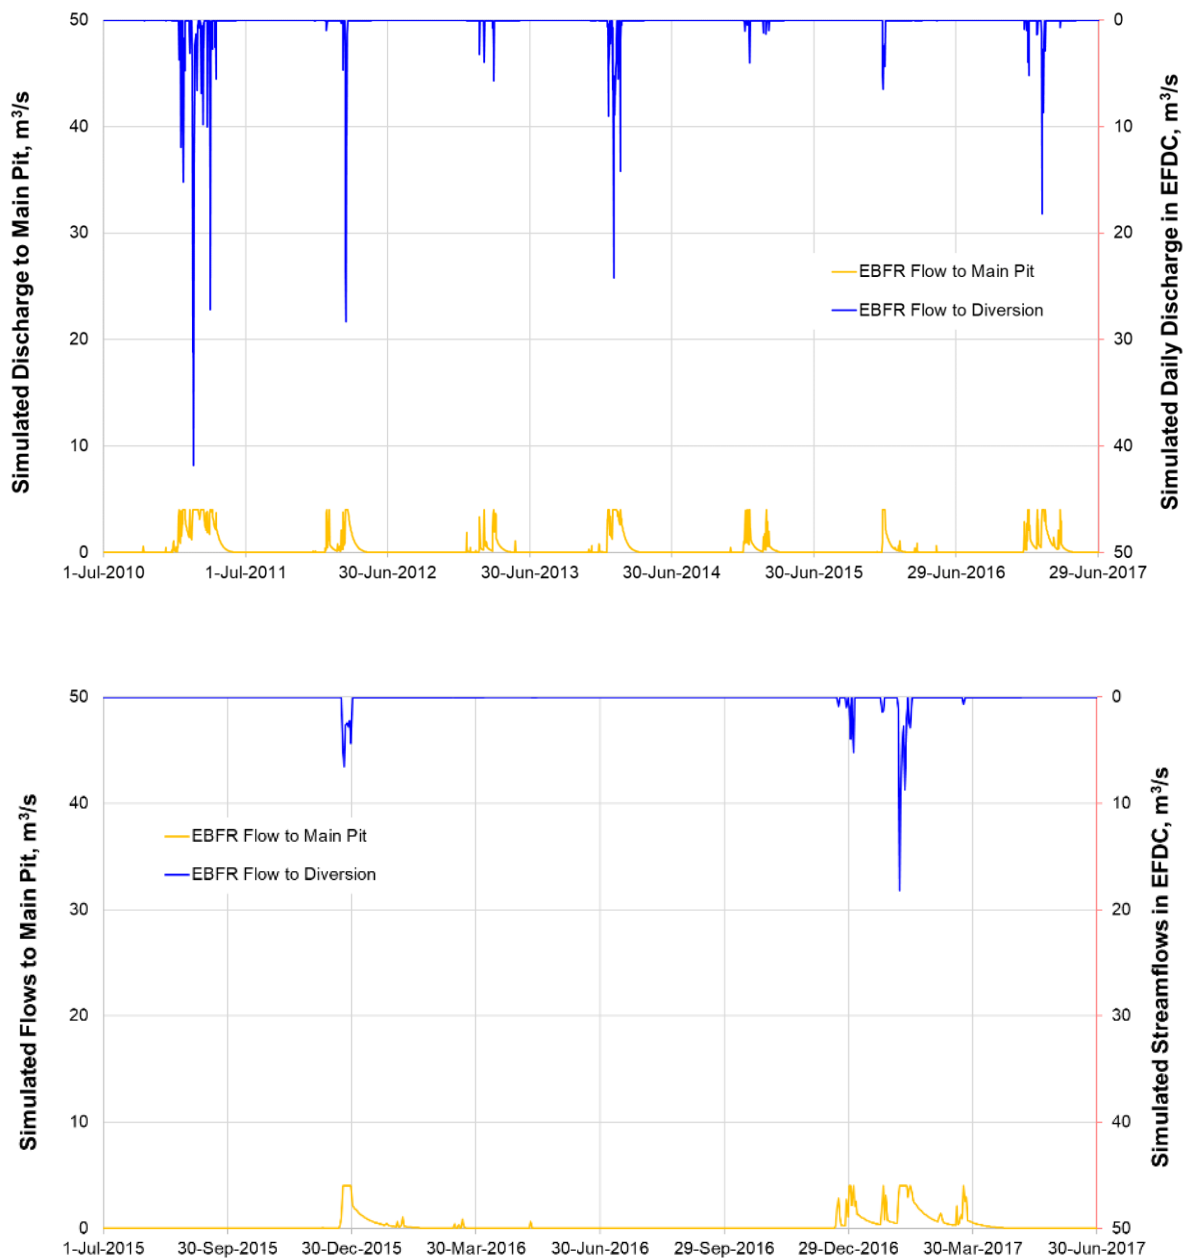 Simulated Discharge to Main Pit, m³/s
50
40
30
20
10
0
0
10
20
30
40
50
Simulated Daily Discharge in EFDC, m³/s
EBFR Flow to Main Pit
EBFR Flow to Diversion
1-Jul-2010 1-Jul-2011 30-Jun-2012 30-Jun-2013 30-Jun-2014 30-Jun-2015 29-Jun-2016 29-Jun-2017
Simulated Flows to Main Pit, m³/s
50
40
30
20
10
0
0
10
20
30
40
50
Simulated Streamflows in EFDC, m³/s
EBFR Flow to Main Pit
EBFR Flow to Diversion
1-Jul-2015 30-Sep-2015 30-Dec-2015 30-Mar-2016 30-Jun-2016 29-Sep-2016 29-Dec-2016 30-Mar-2017 30-Jun-2017